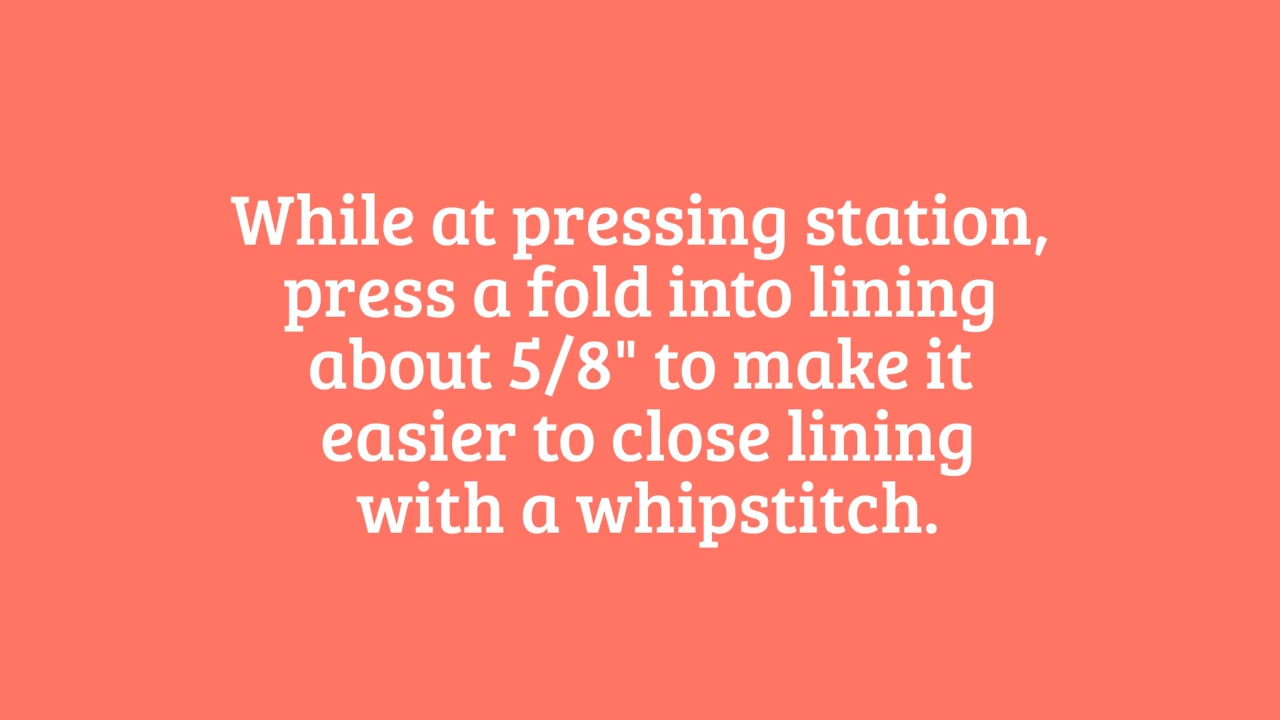 While at pressing station,
press a fold into lining
about 5/8" to make it
easier to close lining
with a whipstitch.